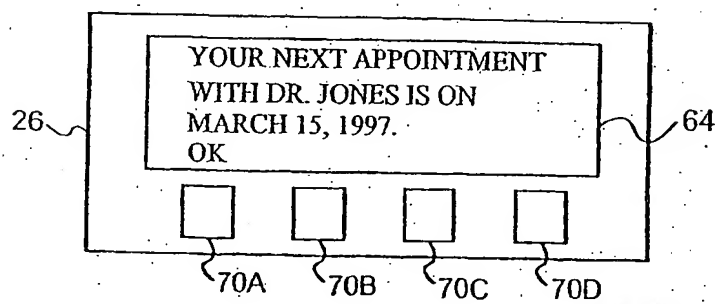 YOUR NEXT APPOINTMENT
WITH DR. JONES IS ON
MARCH 15, 1997.
OK
26
64
70A 70B 70C 70D